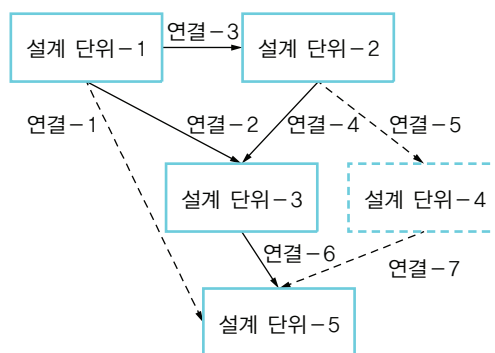 연결-3
설계 단위-1
설계 단위-2
연결-1
연결-2
연결-4
연결-5
설계 단위-3
설계 단위-4
연결-6
연결-7
설계 단위-5